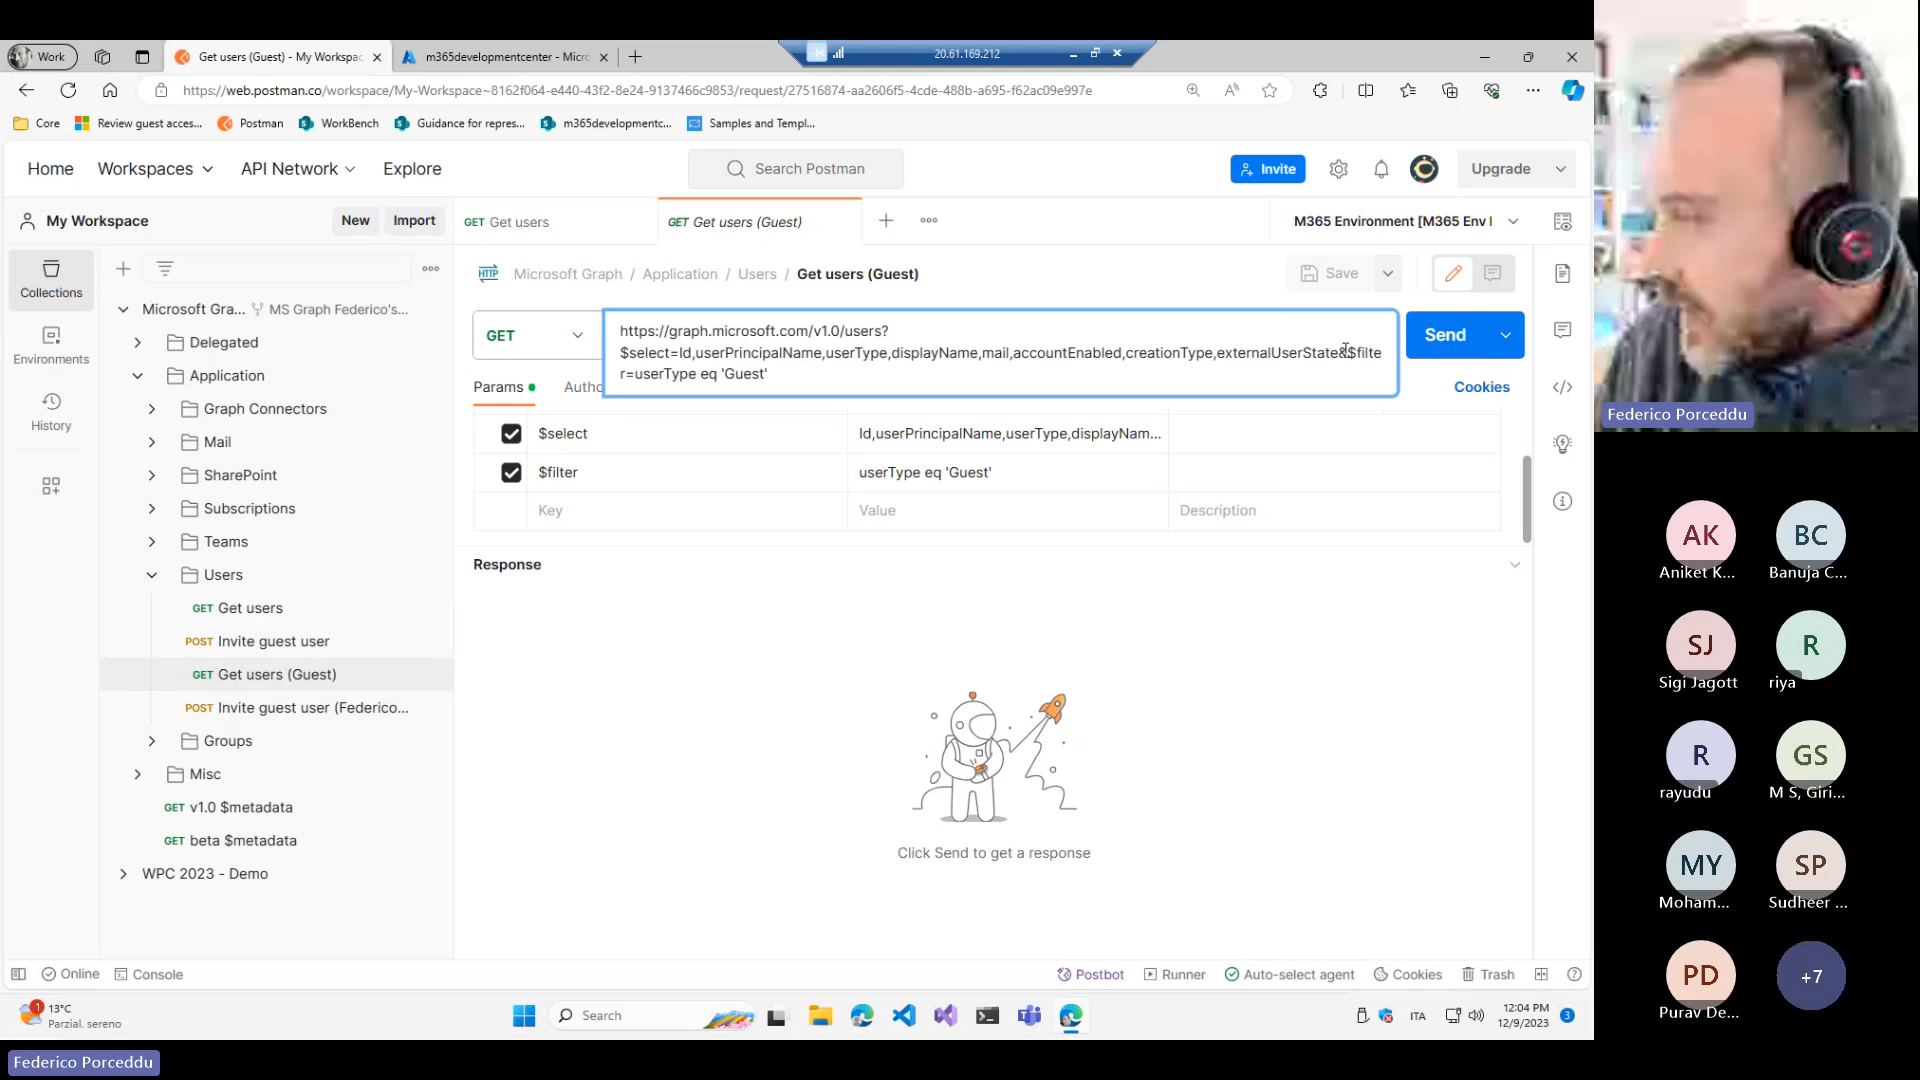 Work
Get users (Guest) - My Workspac
m365developmentcenter - Micro
20.61.169.212
https://web.postman.co/workspace/My-Workspace~8162f064-e440-43f2-8e24-9137466c9853/request/27516874-aa2606f5-4cde-488b-a695-f62ac09e997e
Core
Review guest acces...
Postman
WorkBench
Guidance for repres...
m365developmentc...
Samples and Templ...
Home
Workspaces
API Network
Explore
Search Postman
Invite
Upgrade
My Workspace
New
Import
GET Get users
GET Get users (Guest)
M365 Environment [M365 Env
Collections
Environments
History
HTTP
Microsoft Graph / Application / Users / Get users (Guest)
Save
Microsoft Gra...
MS Graph Federico's...
Delegated
Application
Graph Connectors
Mail
SharePoint
Subscriptions
Teams
Users
GET Get users
POST Invite guest user
GET Get users (Guest)
POST Invite guest user (Federico...
Groups
Misc
GET v1.0 $metadata
GET beta $metadata
WPC 2023 - Demo
GET
https://graph.microsoft.com/v1.0/users?
$select=Id,userPrincipalName,userType,displayName,mail,accountEnabled,creationType,externalUserState&$filte
r=userType eq 'Guest'
Send
Params
Autho
Cookies
$select
Id,userPrincipalName,userType,displayNam...
$filter
userType eq 'Guest'
Key
Value
Description
Response
Click Send to get a response
Online
Console
Postbot
Runner
Auto-select agent
Cookies
Trash
1
13°C
Parzial. sereno
Search
ITA
12:04 PM
12/9/2023
3
Federico Porceddu
AK
Aniket K...
BC
Banuja C...
SJ
Sigi Jagott
R
riya
R
rayudu
GS
M S, Giri...
MY
Moham...
SP
Sudheer ...
PD
Purav De...
+7
Federico Porceddu